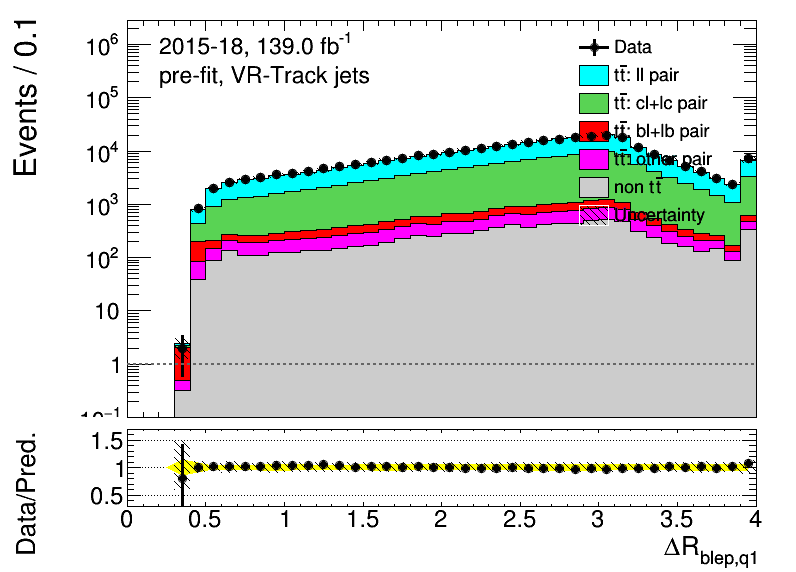 Events / 0.1
10^6
10^5
10^4
10^3
10^2
10
1
10^-1
2015-18, 139.0 fb^-1
pre-fit, VR-Track jets
Data
tt̄: ll pair
tt̄: cl+lc pair
tt̄: bl+lb pair
tt̄ other pair
non tt̄
Uncertainty
Data/Pred.
1.5
1
0.5
0 0.5 1 1.5 2 2.5 3 3.5 4
ΔR_blep,q1